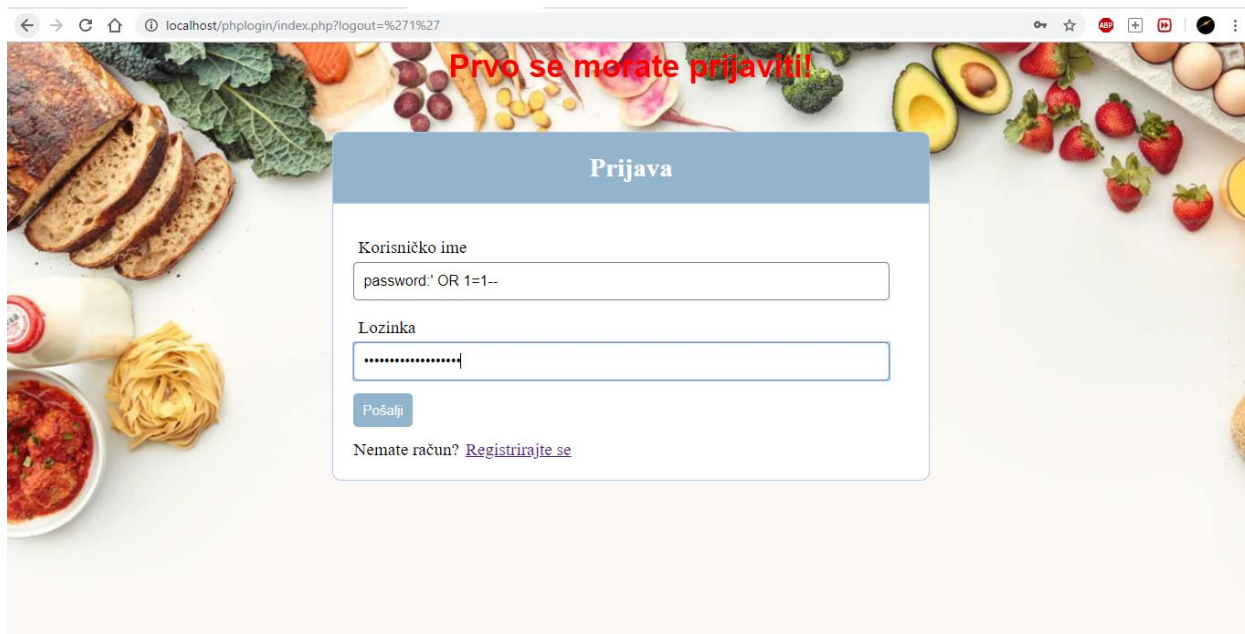 localhost/phplogin/index.php?logout=%271%27
ABP
Prvo se morate prijaviti!
Prijava
Korisničko ime
password:' OR 1=1--
Lozinka
•••••••••••••••••••
Pošalji
Nemate račun? Registrirajte se